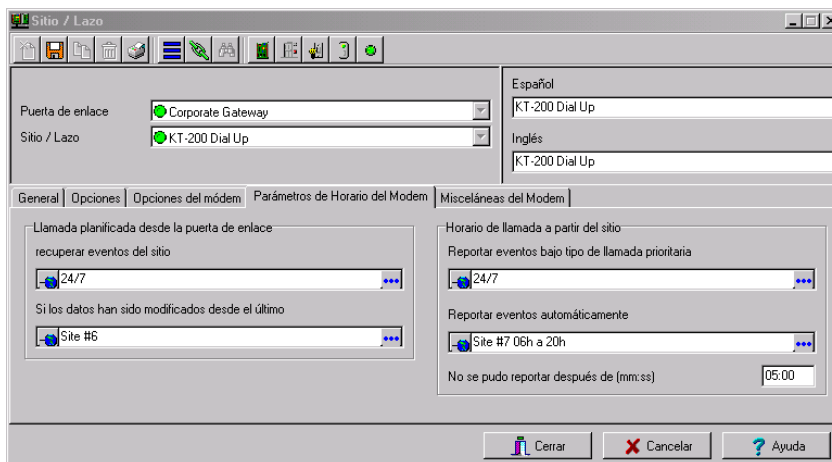 Sitio / Lazo
Español
Puerta de enlace
Corporate Gateway
KT-200 Dial Up
Sitio / Lazo
KT-200 Dial Up
Inglés
KT-200 Dial Up
General
Opciones
Opciones del módem
Parámetros de Horario del Modem
Misceláneas del Modem
Llamada planificada desde la puerta de enlace
recuperar eventos del sitio
24/7
Si los datos han sido modificados desde el último
Site #6
Horario de llamada a partir del sitio
Reportar eventos bajo tipo de llamada prioritaria
24/7
Reportar eventos automáticamente
Site #7 06h a 20h
No se pudo reportar después de (mm:ss)
05:00
Cerrar
Cancelar
Ayuda